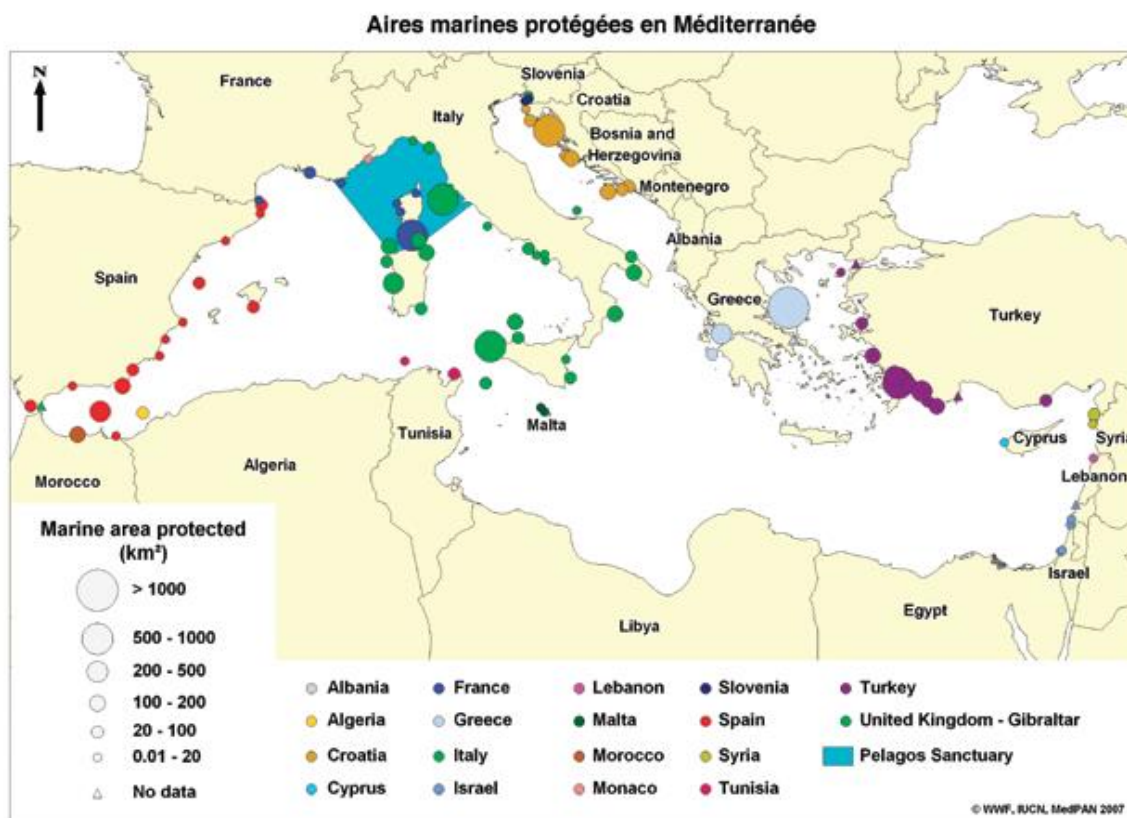 Aires marines protégées en Méditerranée
N
France
Slovenia
Croatia
Italy
Bosnia and
Herzegovina
Montenegro
Albania
Spain
Greece
Turkey
Malta
Tunisia
Cyprus
Syria
Lebanon
Algeria
Morocco
Israel
Egypt
Libya
Marine area protected
(km²)
> 1000
500 - 1000
200 - 500
100 - 200
20 - 100
0.01 - 20
No data
Albania
Algeria
Croatia
Cyprus
France
Greece
Italy
Israel
Lebanon
Malta
Morocco
Monaco
Slovenia
Spain
Syria
Tunisia
Turkey
United Kingdom - Gibraltar
Pelagos Sanctuary
© WWF, IUCN, MedPAN 2007